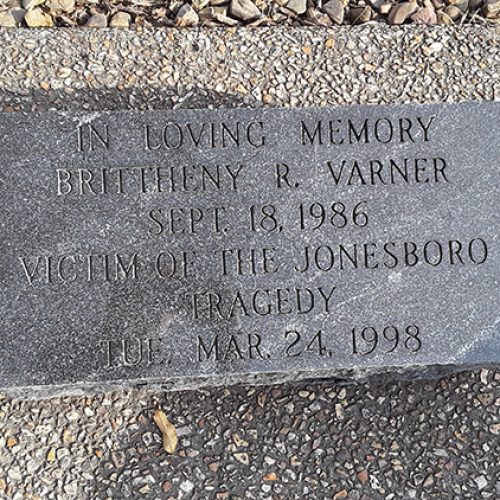 IN LOVING MEMORY
BRITTHENY R. VARNER
SEPT. 18, 1986
VICTIM OF THE JONESBORO
TRAGEDY
TUE. MAR. 24, 1998